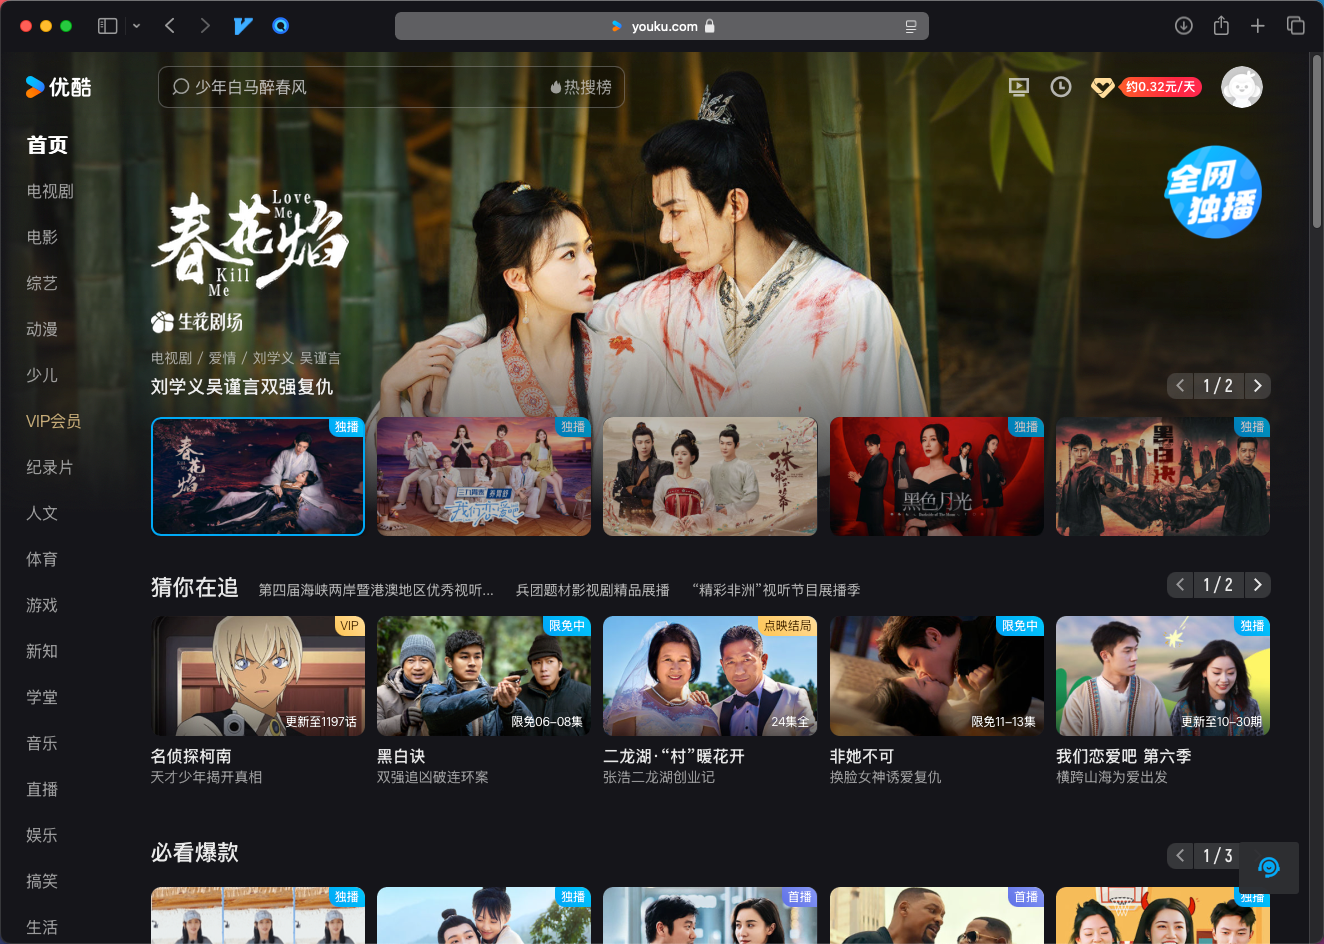 youku.com
优酷
少年白马醉春风
热搜榜
约0.32元/天
首页
电视剧
电影
综艺
动漫
少儿
VIP会员
纪录片
人文
体育
游戏
新知
学堂
音乐
直播
娱乐
搞笑
生活
全网
独播
春花焰
Love
Me
Kill
Me
生花剧场
电视剧 / 爱情 / 刘学义 吴谨言
刘学义吴谨言双强复仇
1/2
独播
春花焰
独播
我们恋爱吧
珠帘玉幕
独播
黑色月光
独播
黑白诀
猜你在追
第四届海峡两岸暨港澳地区优秀视听...
兵团题材影视剧精品展播
“精彩非洲”视听节目展播季
1/2
VIP
更新至1197话
名侦探柯南
天才少年揭开真相
限免中
限免06-08集
黑白诀
双强追凶破连环案
点映结局
24集全
二龙湖·“村”暖花开
张浩二龙湖创业记
限免中
限免11-13集
非她不可
换脸女神诱爱复仇
独播
更新至10-30期
我们恋爱吧 第六季
横跨山海为爱出发
必看爆款
1/3
独播
独播
首播
首播
独播